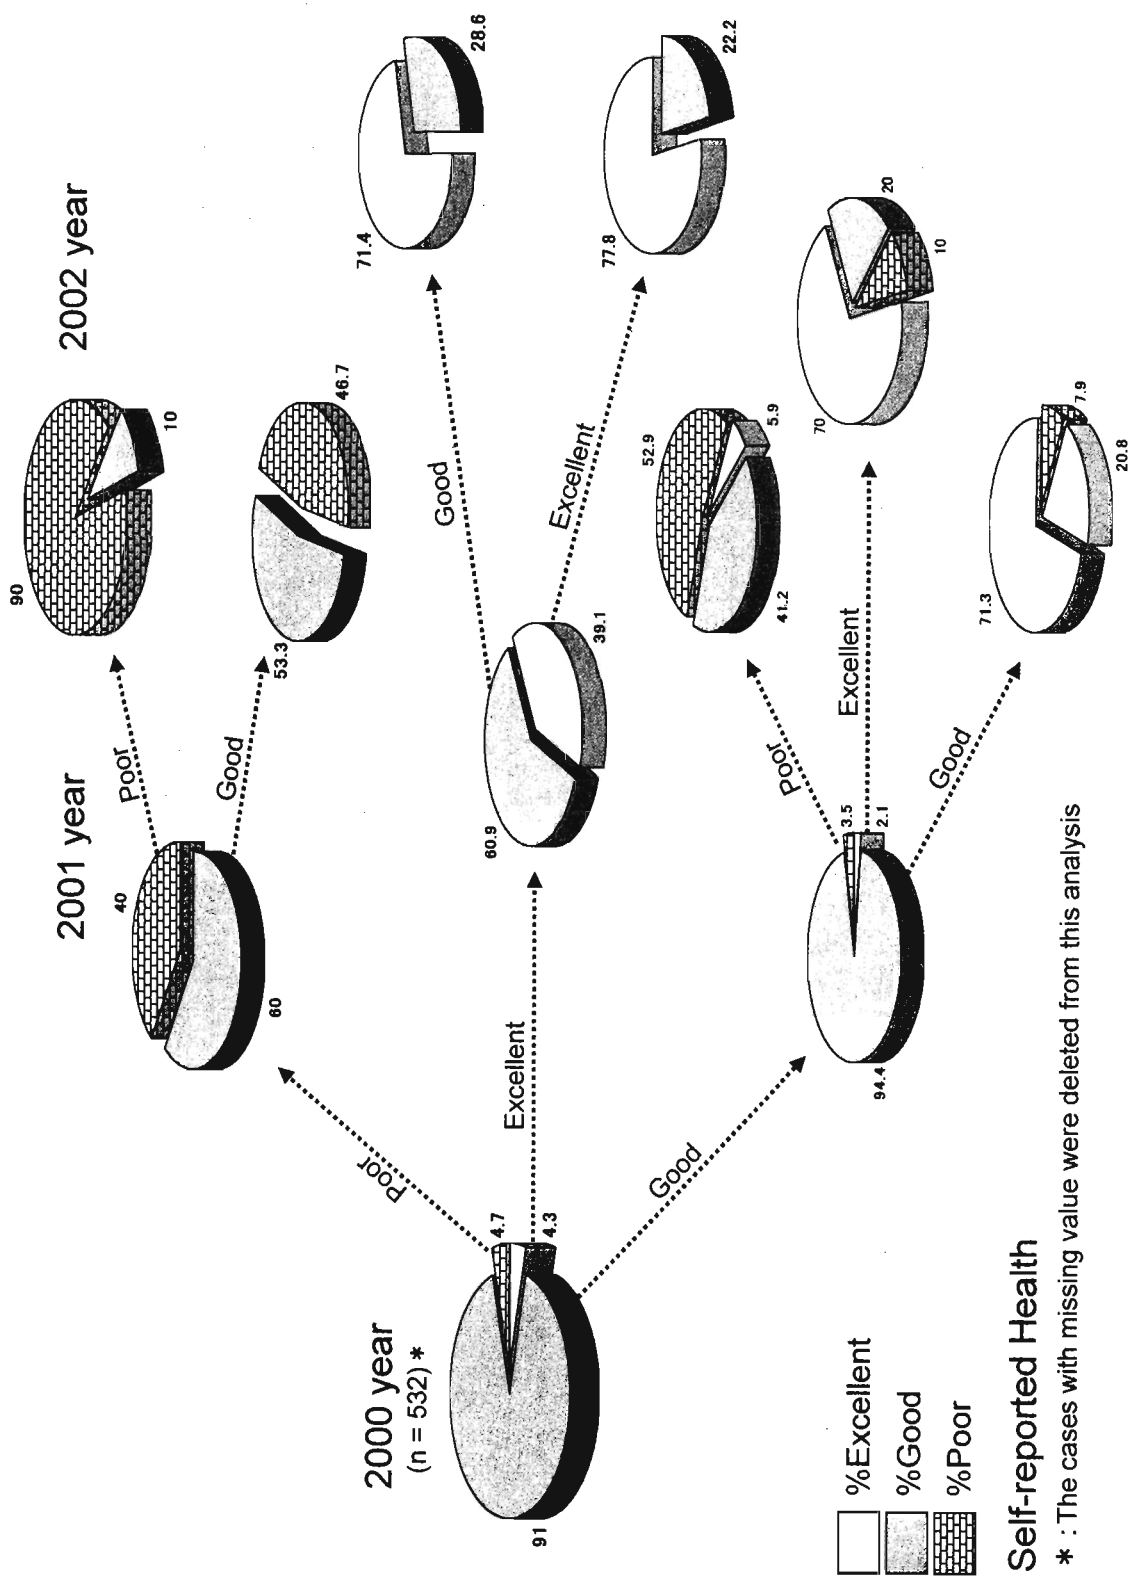 2000 year
(n = 532) *
91
4.7
4.3
Poor
Excellent
Good
2001 year
40
60
60.9
39.1
94.4
3.5
2.1
Poor
Good
Good
Excellent
Poor
Excellent
Good
2002 year
90
10
53.3
46.7
71.4
28.6
77.8
22.2
52.9
5.9
41.2
70
20
10
71.3
7.9
20.8
%Excellent
%Good
%Poor
Self-reported Health
* : The cases with missing value were deleted from this analysis